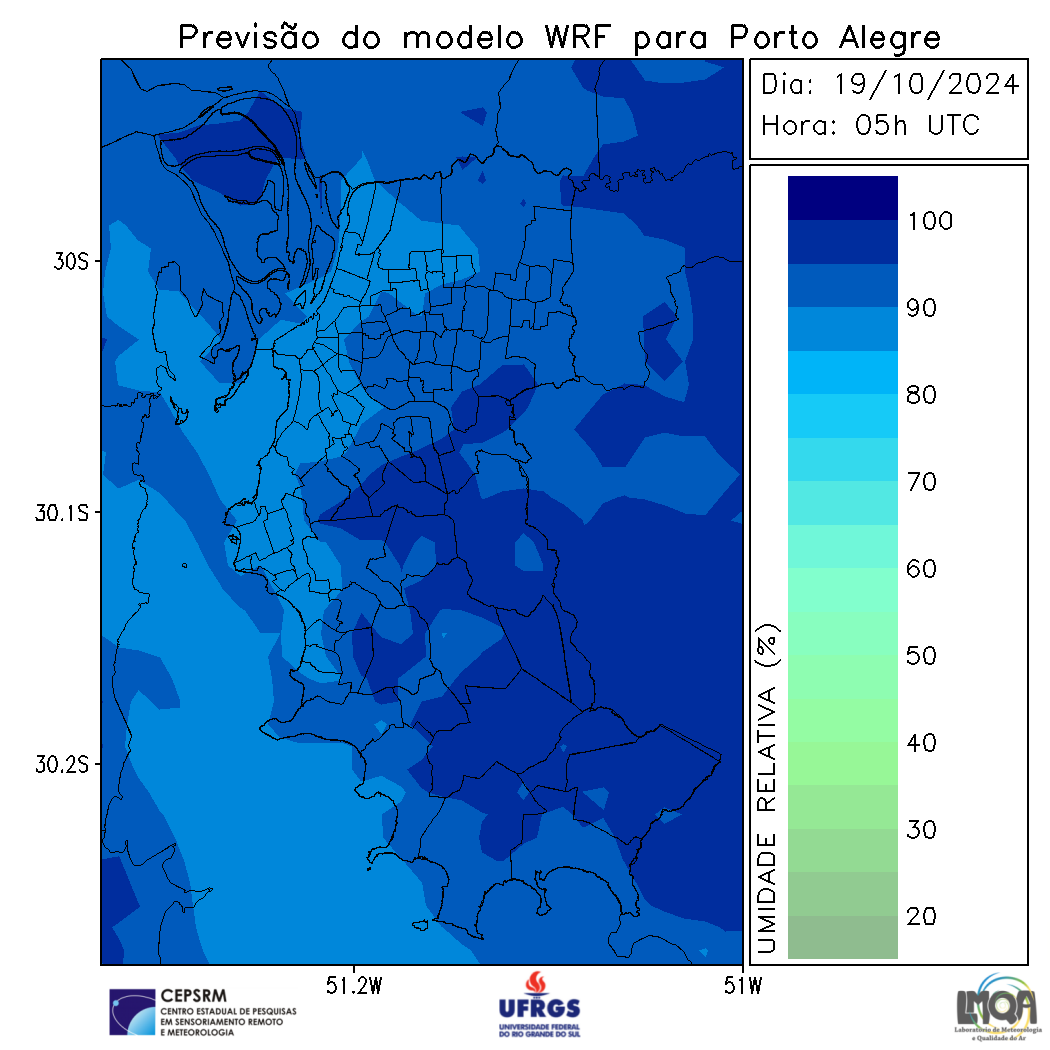 Previsão do modelo WRF para Porto Alegre
Dia: 19/10/2024
Hora: 05h UTC
30S
30.1S
30.2S
51.2W
51W
100
90
80
70
60
50
40
30
20
UMIDADE RELATIVA (%)
CEPSRM
CENTRO ESTADUAL DE PESQUISAS
EM SENSORIAMENTO REMOTO
E METEOROLOGIA
UFRGS
UNIVERSIDADE FEDERAL
DO RIO GRANDE DO SUL
LMQA
Laboratório de Meteorologia
e Qualidade do Ar